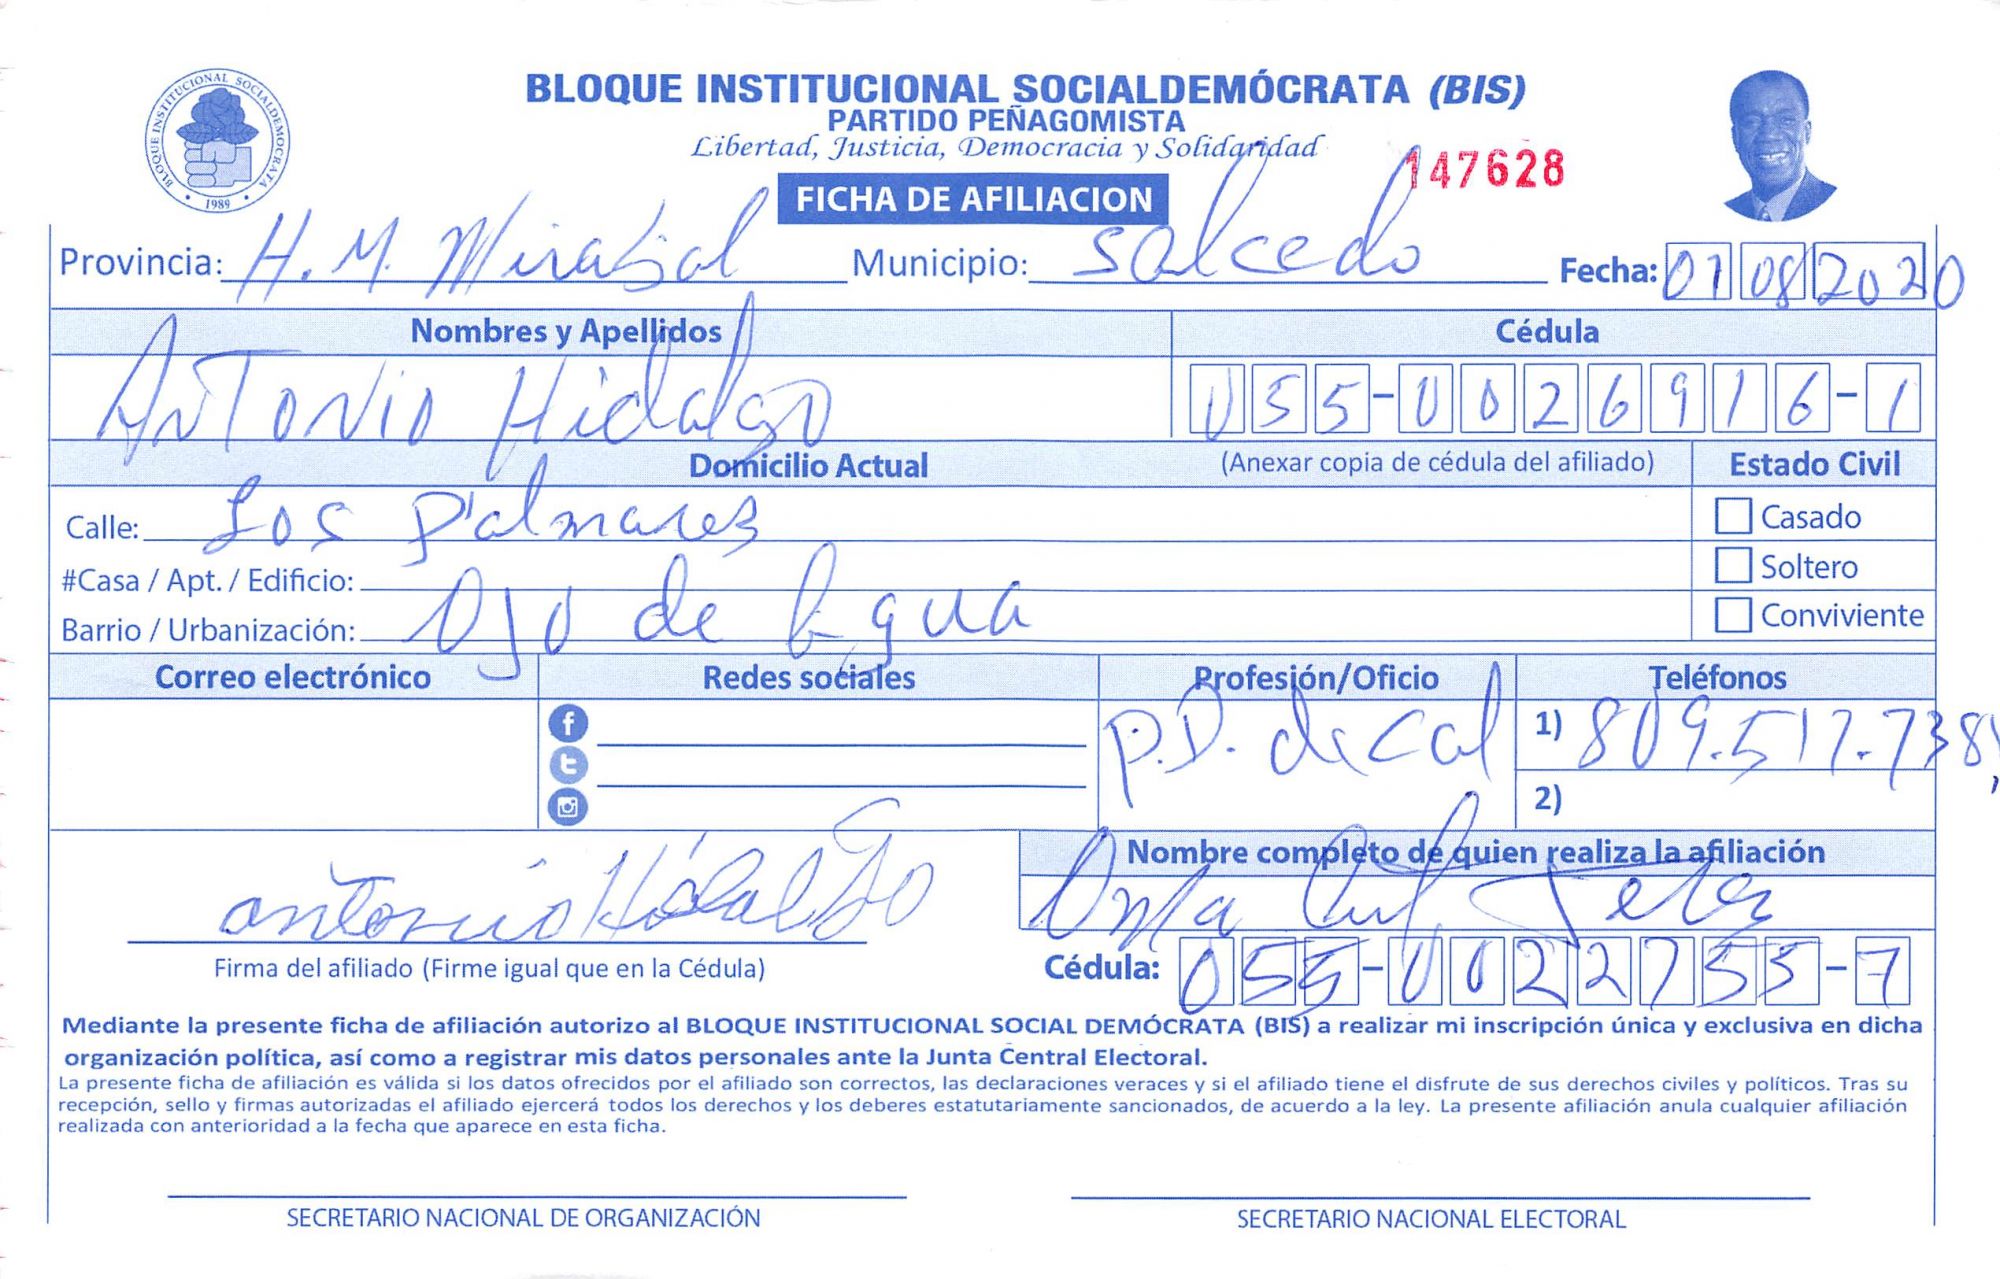 BLOQUE INSTITUCIONAL SOCIALDEMOCRATA
1989
BLOQUE INSTITUCIONAL SOCIALDEMÓCRATA (BIS)
PARTIDO PEÑAGOMISTA
Libertad, Justicia, Democracia y Solidaridad
147628
FICHA DE AFILIACION
Provincia: H. M. Mirabal Municipio: Salcedo Fecha: 01 08 2020
Nombres y Apellidos Cédula
Antonio Hidalgo 055-0026916-1
Domicilio Actual (Anexar copia de cédula del afiliado) Estado Civil
Calle: Los Palmares Casado
#Casa / Apt. / Edificio: Soltero
Barrio / Urbanización: Ojo de Agua Conviviente
Correo electrónico Redes sociales Profesión/Oficio Teléfonos
P.D. de Cal 1) 809.517.738
2)
Nombre completo de quien realiza la afiliación
Antonio Hidalgo
Firma del afiliado (Firme igual que en la Cédula) Cédula: 055-0022755-7
Mediante la presente ficha de afiliación autorizo al BLOQUE INSTITUCIONAL SOCIAL DEMÓCRATA (BIS) a realizar mi inscripción única y exclusiva en dicha
organización política, así como a registrar mis datos personales ante la Junta Central Electoral.
La presente ficha de afiliación es válida si los datos ofrecidos por el afiliado son correctos, las declaraciones veraces y si el afiliado tiene el disfrute de sus derechos civiles y políticos. Tras su
recepción, sello y firmas autorizadas el afiliado ejercerá todos los derechos y los deberes estatutariamente sancionados, de acuerdo a la ley. La presente afiliación anula cualquier afiliación
realizada con anterioridad a la fecha que aparece en esta ficha.
SECRETARIO NACIONAL DE ORGANIZACIÓN SECRETARIO NACIONAL ELECTORAL